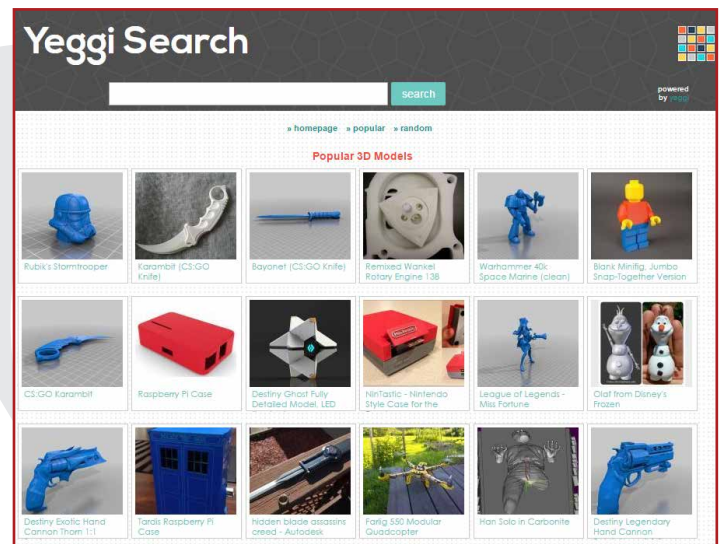 Yeggi Search
search
powered
by yeggi
» homepage » popular » random
Popular 3D Models
Rubik's Stormtrooper
Karambit (CS:GO
Knife)
Bayonet (CS:GO Knife)
Remixed Wankel
Rotary Engine 13B
Warhammer 40k
Space Marine (clean)
Blank Minifig, Jumbo
Snap-Together Version
CS:GO Karambit
Raspberry Pi Case
Destiny Ghost Fully
Detailed Model, LED
NinTastic - Nintendo
Style Case for the
League of Legends -
Miss Fortune
Olaf from Disney's
Frozen
Destiny Exotic Hand
Cannon Thorn 1:1
Tardis Raspberry Pi
Case
hidden blade assassins
creed - Autodesk
Farlig 550 Modular
Quadcopter
Han Solo in Carbonite
Destiny Legendary
Hand Cannon